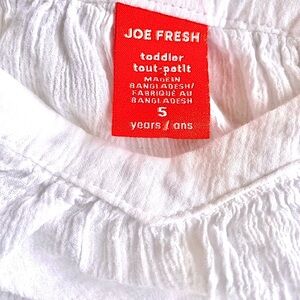 JOE FRESH
toddler
tout-petit
MADE IN
BANGLADESH/
FABRIQUÉ AU
BANGLADESH
5
years / ans